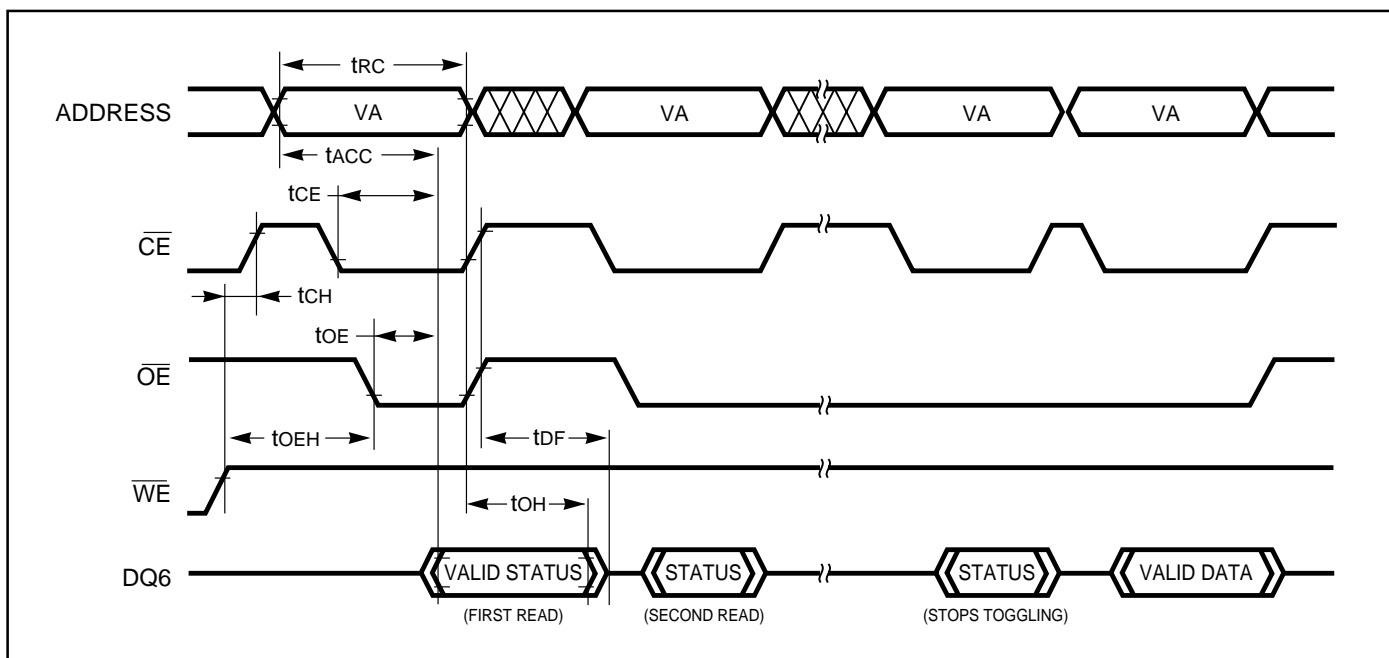 tRC
ADDRESS VA VA VA VA
tACC
tCE
CE
tCH
tOE
OE
tOEH tDF
WE
tOH
DQ6 VALID STATUS STATUS STATUS VALID DATA
(FIRST READ) (SECOND READ) (STOPS TOGGLING)